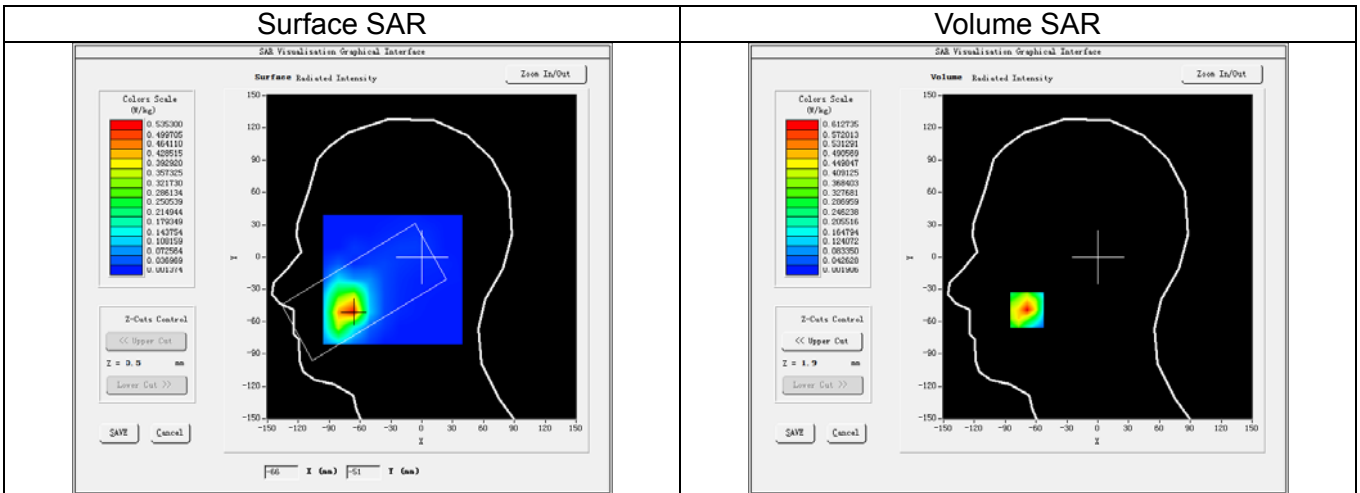 Surface SAR
Volume SAR
SAR Visualisation Graphical Interface
Surface Radiated Intensity
Zoom In/Out
Colors Scale
(W/kg)
0.535300
0.499705
0.464110
0.428515
0.392920
0.357325
0.321730
0.286134
0.250539
0.214944
0.179349
0.143754
0.108159
0.072564
0.036969
0.001374
Z-Cuts Control
<< Upper Cut
Z = 3.5 mm
Lower Cut >>
SAVE
Cancel
150
120
90
60
30
0
-30
-60
-90
-120
-150
Y
-150 -120 -90 -60 -30 0 30 60 90 120 150
X
-66 X (mm) -51 Y (mm)
SAR Visualisation Graphical Interface
Volume Radiated Intensity
Zoom In/Out
Colors Scale
(W/kg)
0.612735
0.572013
0.531291
0.490569
0.449847
0.409125
0.368403
0.327681
0.286959
0.246238
0.205516
0.164794
0.124072
0.083350
0.042628
0.001906
Z-Cuts Control
<< Upper Cut
Z = 1.9 mm
Lower Cut >>
SAVE
Cancel
150
120
90
60
30
0
-30
-60
-90
-120
-150
Y
-150 -120 -90 -60 -30 0 30 60 90 120 150
X